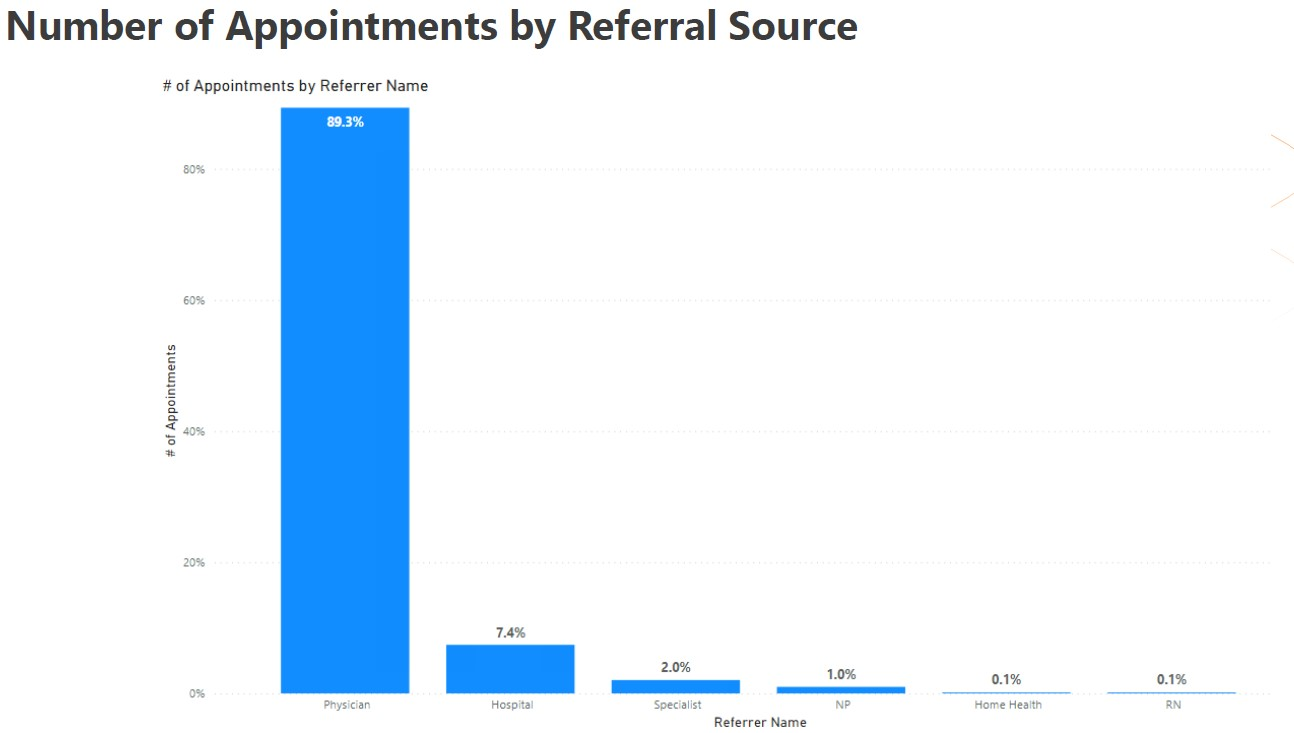 Number of Appointments by Referral Source
# of Appointments by Referrer Name
89.3%
80%
60%
40%
20%
0%
# of Appointments
7.4%
2.0%
1.0%
0.1%
0.1%
Physician Hospital Specialist NP Home Health RN
Referrer Name